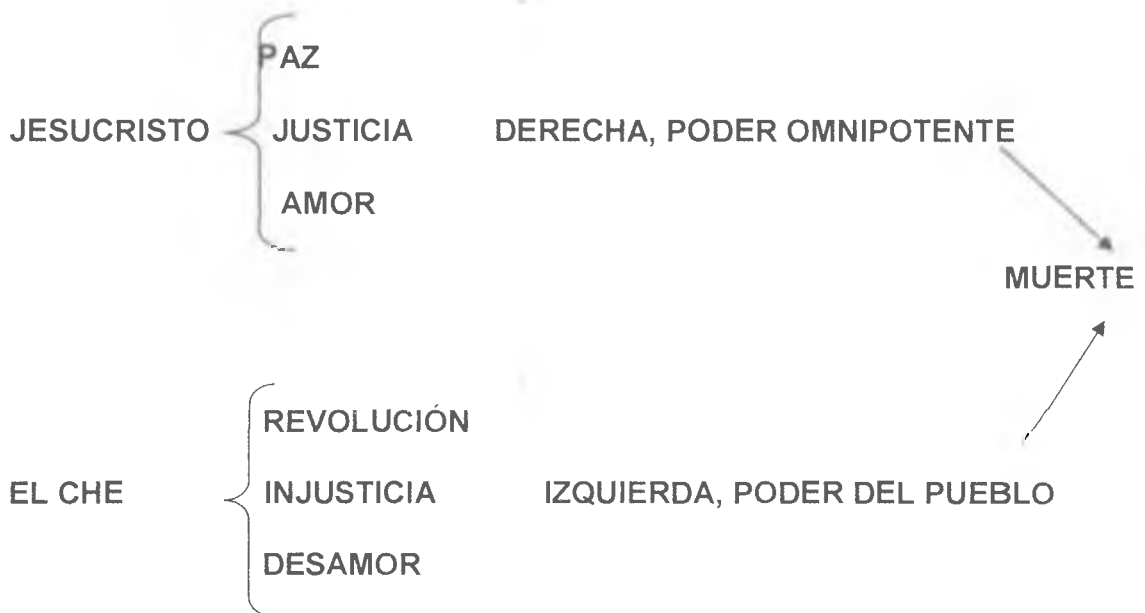 PAZ
JESUCRISTO JUSTICIA DERECHA, PODER OMNIPOTENTE
AMOR
MUERTE
REVOLUCIÓN
EL CHE INJUSTICIA IZQUIERDA, PODER DEL PUEBLO
DESAMOR